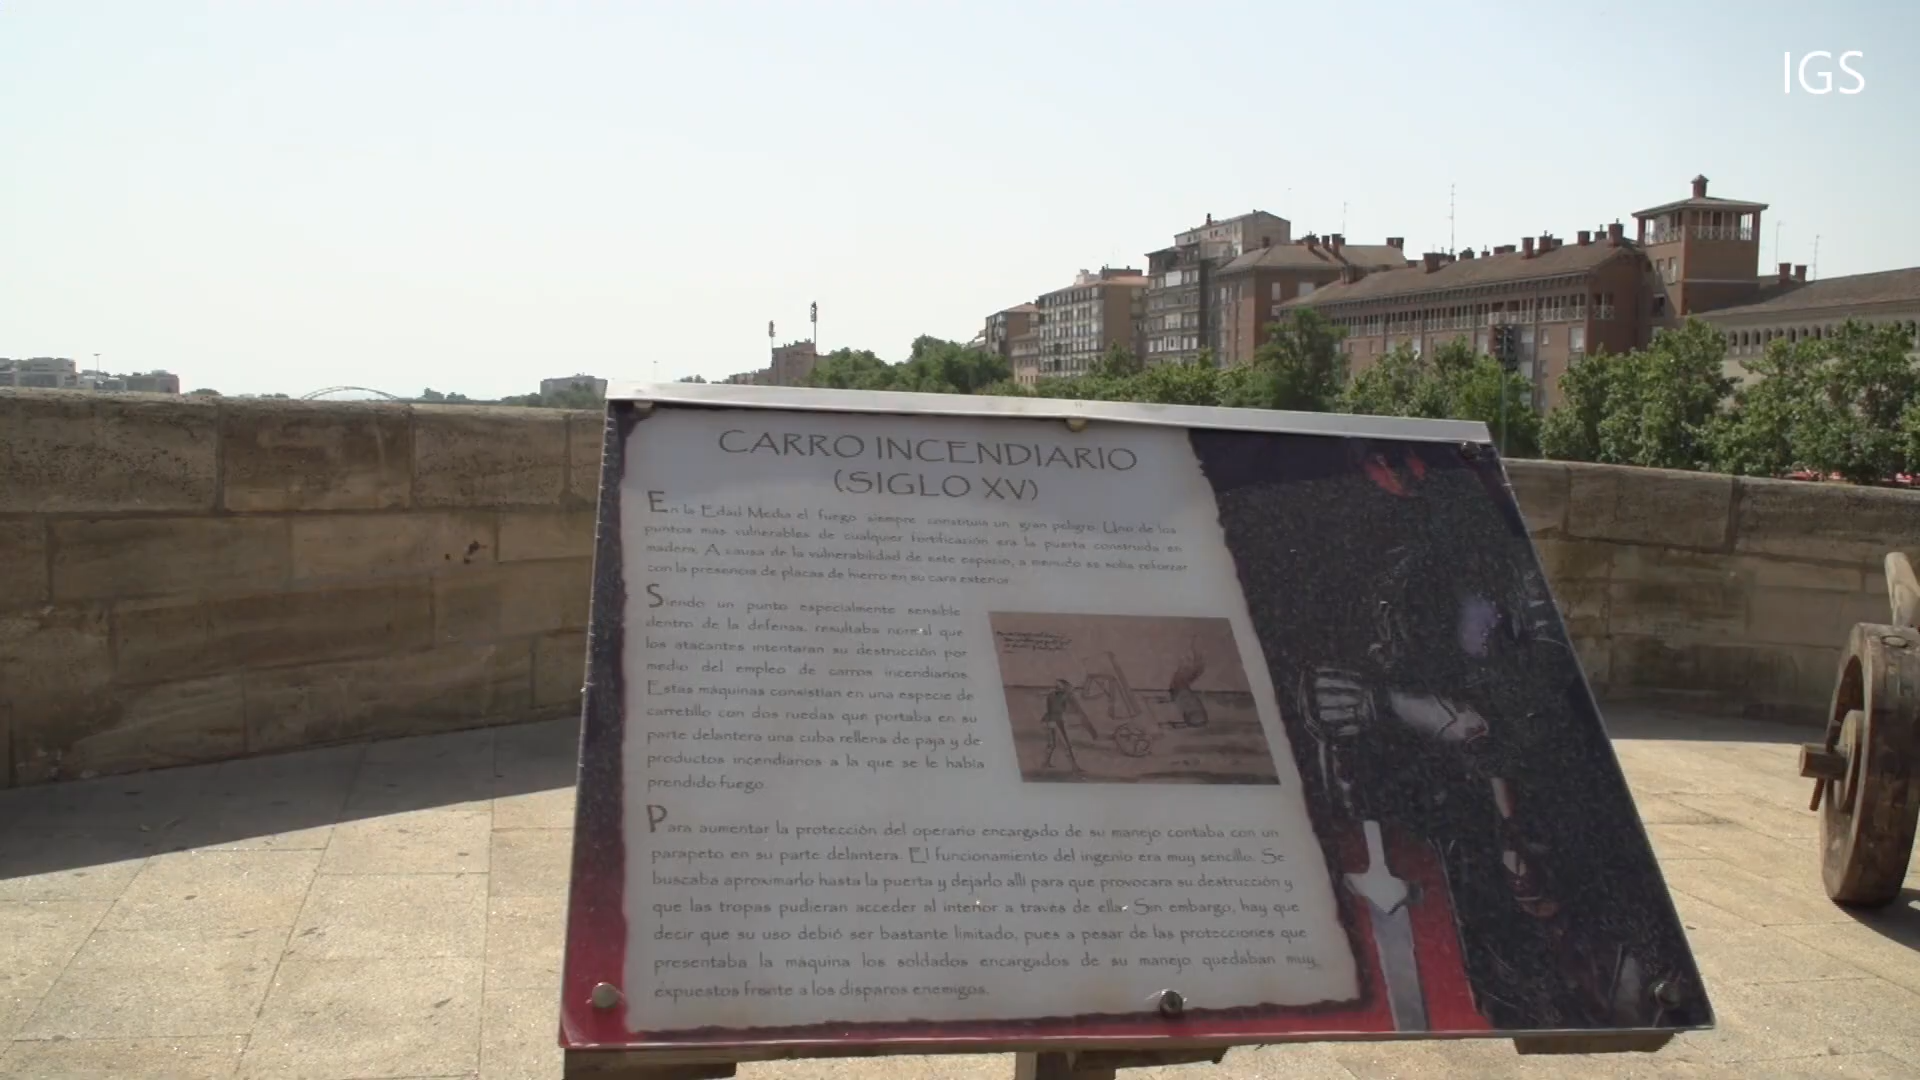 IGS
CARRO INCENDIARIO
(SIGLO XV)
En la Edad Media el fuego siempre constituía un gran peligro. Uno de los
puntos más vulnerables de cualquier fortificación era la puerta construida en
madera. A causa de la vulnerabilidad de este espacio, a menudo se solía reforzar
con la presencia de placas de hierro en su cara exterior.
Siendo un punto especialmente sensible
dentro de la defensa, resultaba normal que
los atacantes intentaran su destrucción por
medio del empleo de carros incendiarios.
Estas máquinas consistían en una especie de
carretillo con dos ruedas que portaba en su
parte delantera una cuba rellena de paja y de
productos incendiarios a la que se le había
prendido fuego.
Para aumentar la protección del operario encargado de su manejo contaba con un
parapeto en su parte delantera. El funcionamiento del ingenio era muy sencillo. Se
buscaba aproximarlo hasta la puerta y dejarlo allí para que provocara su destrucción y
que las tropas pudieran acceder al interior a través de ella. Sin embargo, hay que
decir que su uso debió ser bastante limitado, pues a pesar de las protecciones que
presentaba la máquina los soldados encargados de su manejo quedaban muy
expuestos frente a los disparos enemigos.